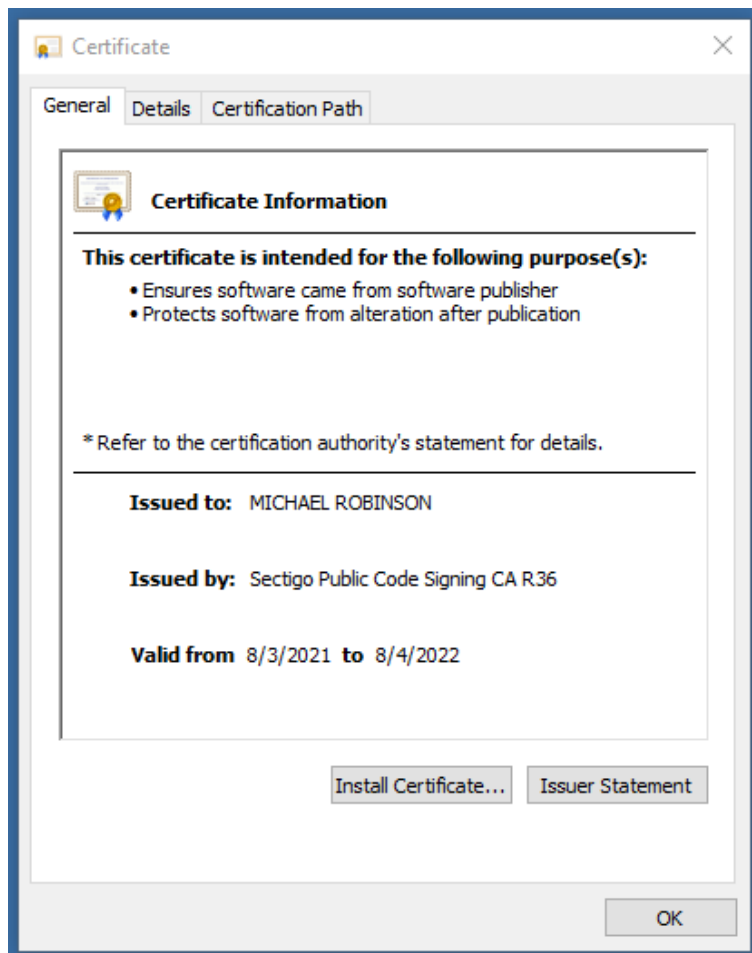 Certificate
General Details Certification Path
Certificate Information
This certificate is intended for the following purpose(s):
• Ensures software came from software publisher
• Protects software from alteration after publication
* Refer to the certification authority's statement for details.
Issued to: MICHAEL ROBINSON
Issued by: Sectigo Public Code Signing CA R36
Valid from 8/3/2021 to 8/4/2022
Install Certificate... Issuer Statement
OK